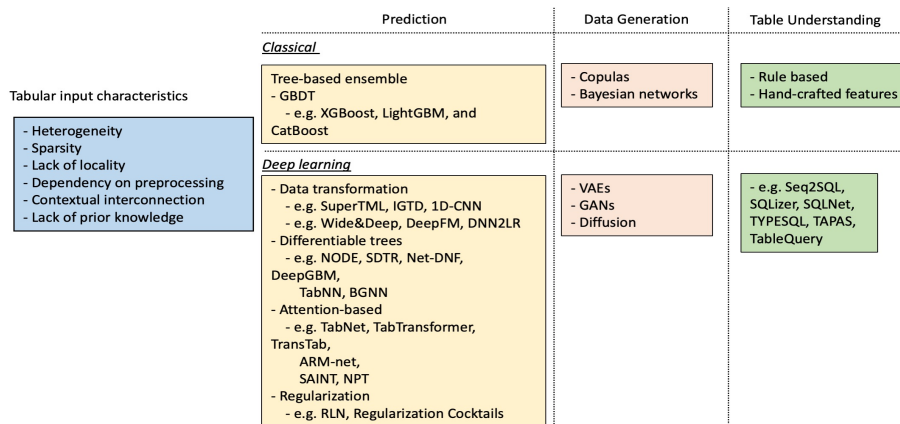 Prediction
Data Generation
Table Understanding
Classical
Tabular input characteristics
- Heterogeneity
- Sparsity
- Lack of locality
- Dependency on preprocessing
- Contextual interconnection
- Lack of prior knowledge
Tree-based ensemble
- GBDT
- e.g. XGBoost, LightGBM, and
CatBoost
- Copulas
- Bayesian networks
- Rule based
- Hand-crafted features
Deep learning
- Data transformation
- e.g. SuperTML, IGTD, 1D-CNN
- e.g. Wide&Deep, DeepFM, DNN2LR
- Differentiable trees
- e.g. NODE, SDTR, Net-DNF,
DeepGBM,
TabNN, BGNN
- Attention-based
- e.g. TabNet, TabTransformer,
TransTab,
ARM-net,
SAINT, NPT
- Regularization
- e.g. RLN, Regularization Cocktails
- VAEs
- GANs
- Diffusion
- e.g. Seq2SQL,
SQLizer, SQLNet,
TYPESQL, TAPAS,
TableQuery